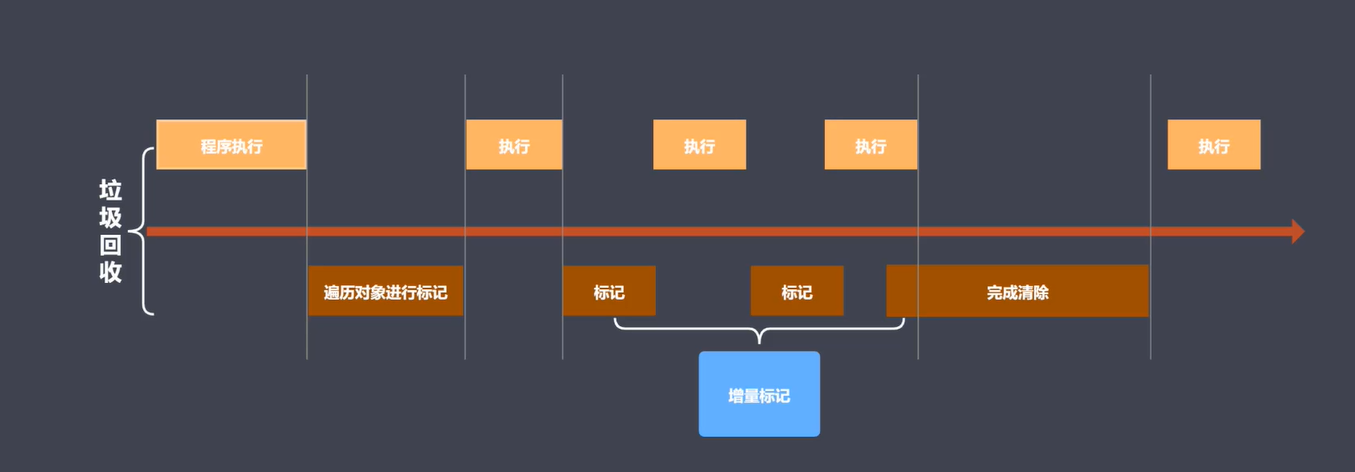 垃圾回收
程序执行
执行
执行
执行
执行
遍历对象进行标记
标记
标记
完成清除
增量标记